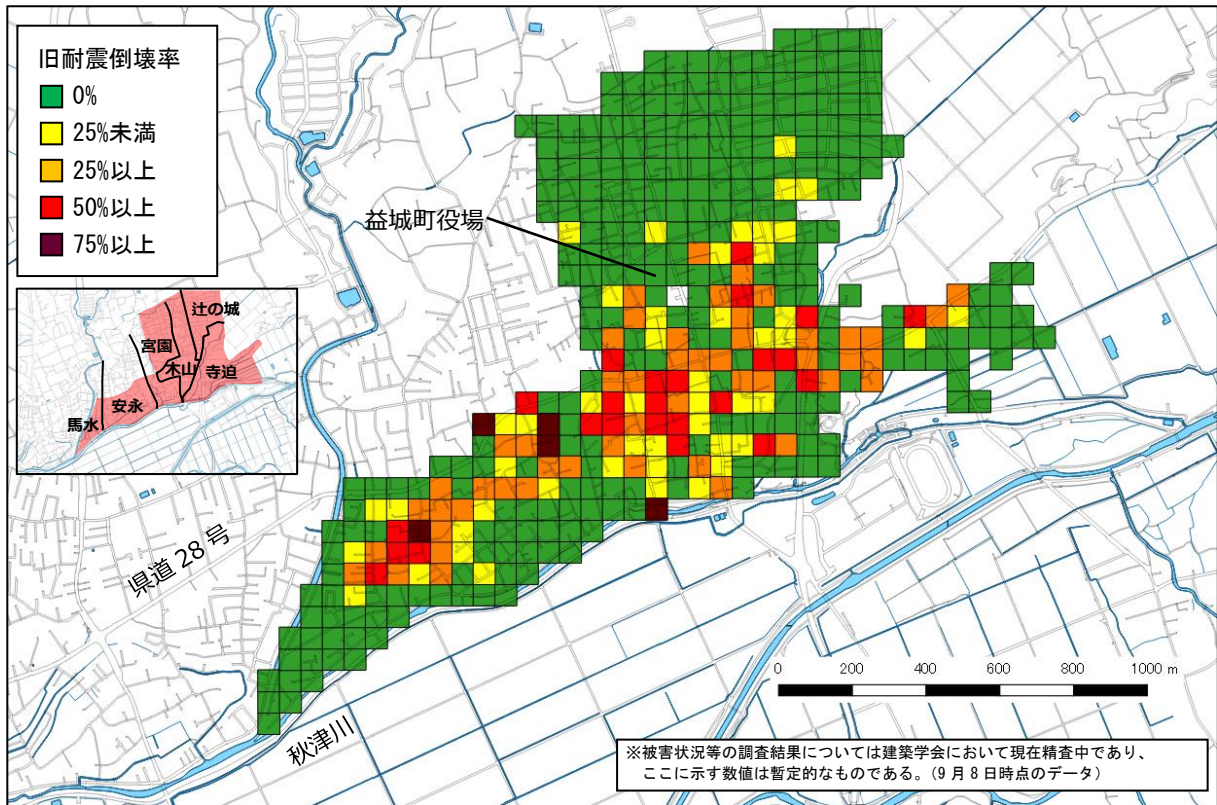 旧耐震倒壊率
0%
25%未満
25%以上
50%以上
75%以上
益城町役場
辻の城
宮園
木山
寺迫
安永
馬水
県道28号
秋津川
0 200 400 600 800 1000 m
※被害状況等の調査結果については建築学会において現在精査中であり、
ここに示す数値は暫定的なものである。(9月8日時点のデータ)